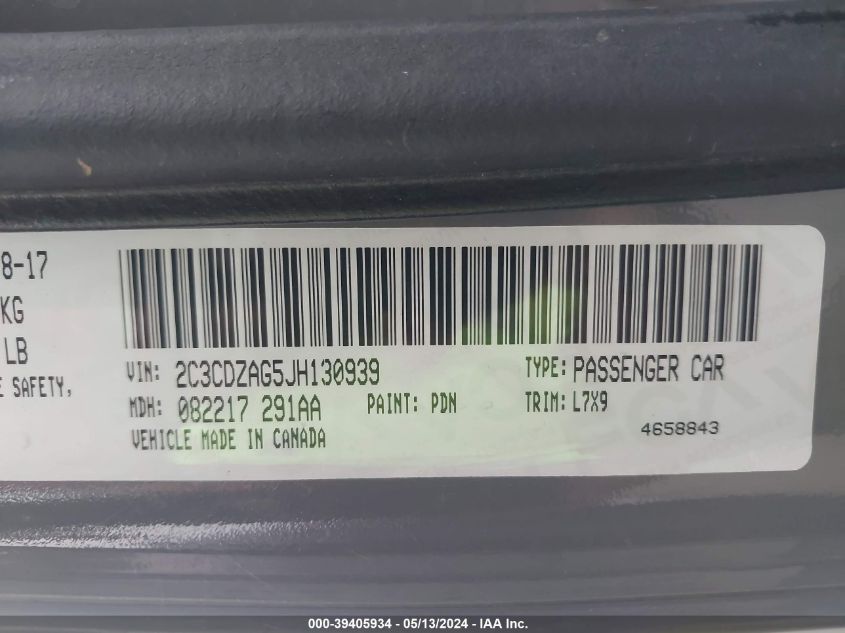 8-17
KG
LB
E SAFETY,
VIN: 2C3CDZAG5JH130939
TYPE: PASSENGER CAR
MDH: 082217 291AA
PAINT: PDN
TRIM: L7X9
VEHICLE MADE IN CANADA
4658843
000-39405934 - 05/13/2024 - IAA Inc.